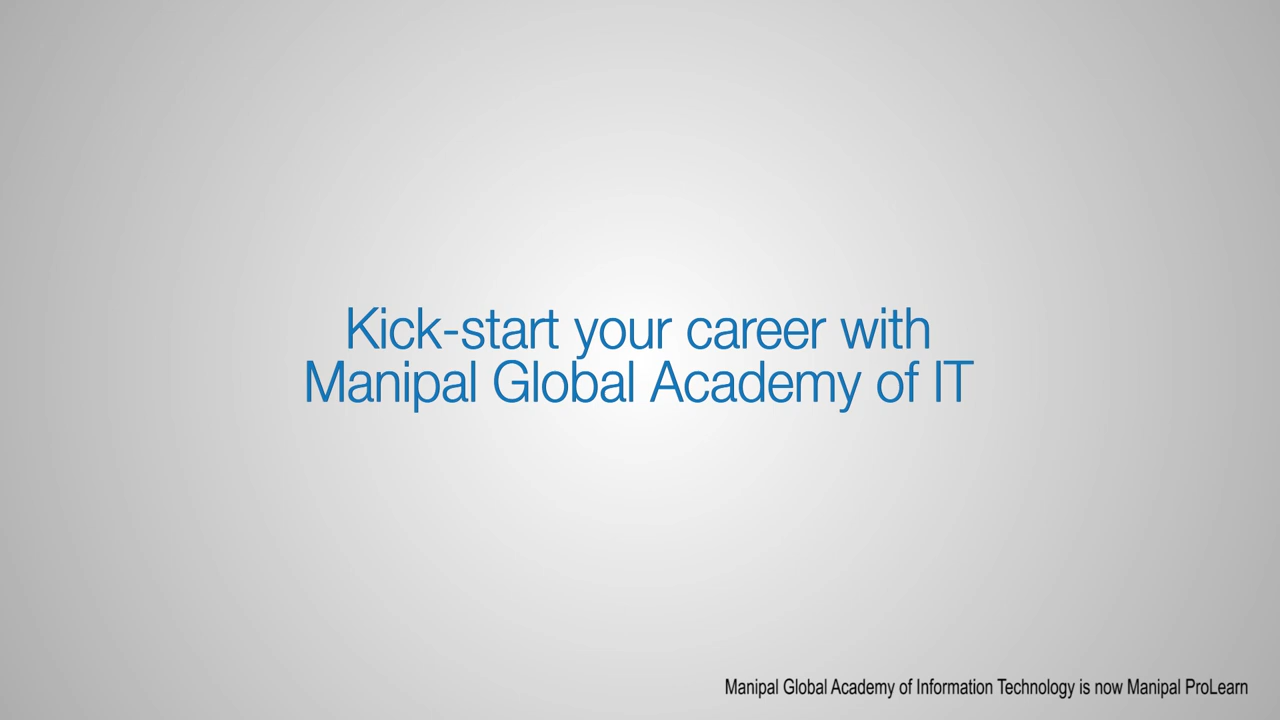 Kick-start your career with
Manipal Global Academy of IT
Manipal Global Academy of Information Technology is now Manipal ProLearn